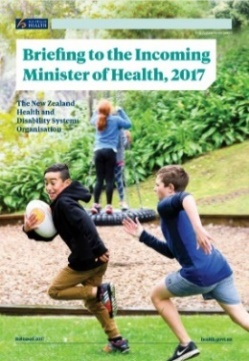 Briefing to the Incoming
Minister of Health, 2017
The New Zealand
Health and
Disability System:
Organisation
health.govt.nz